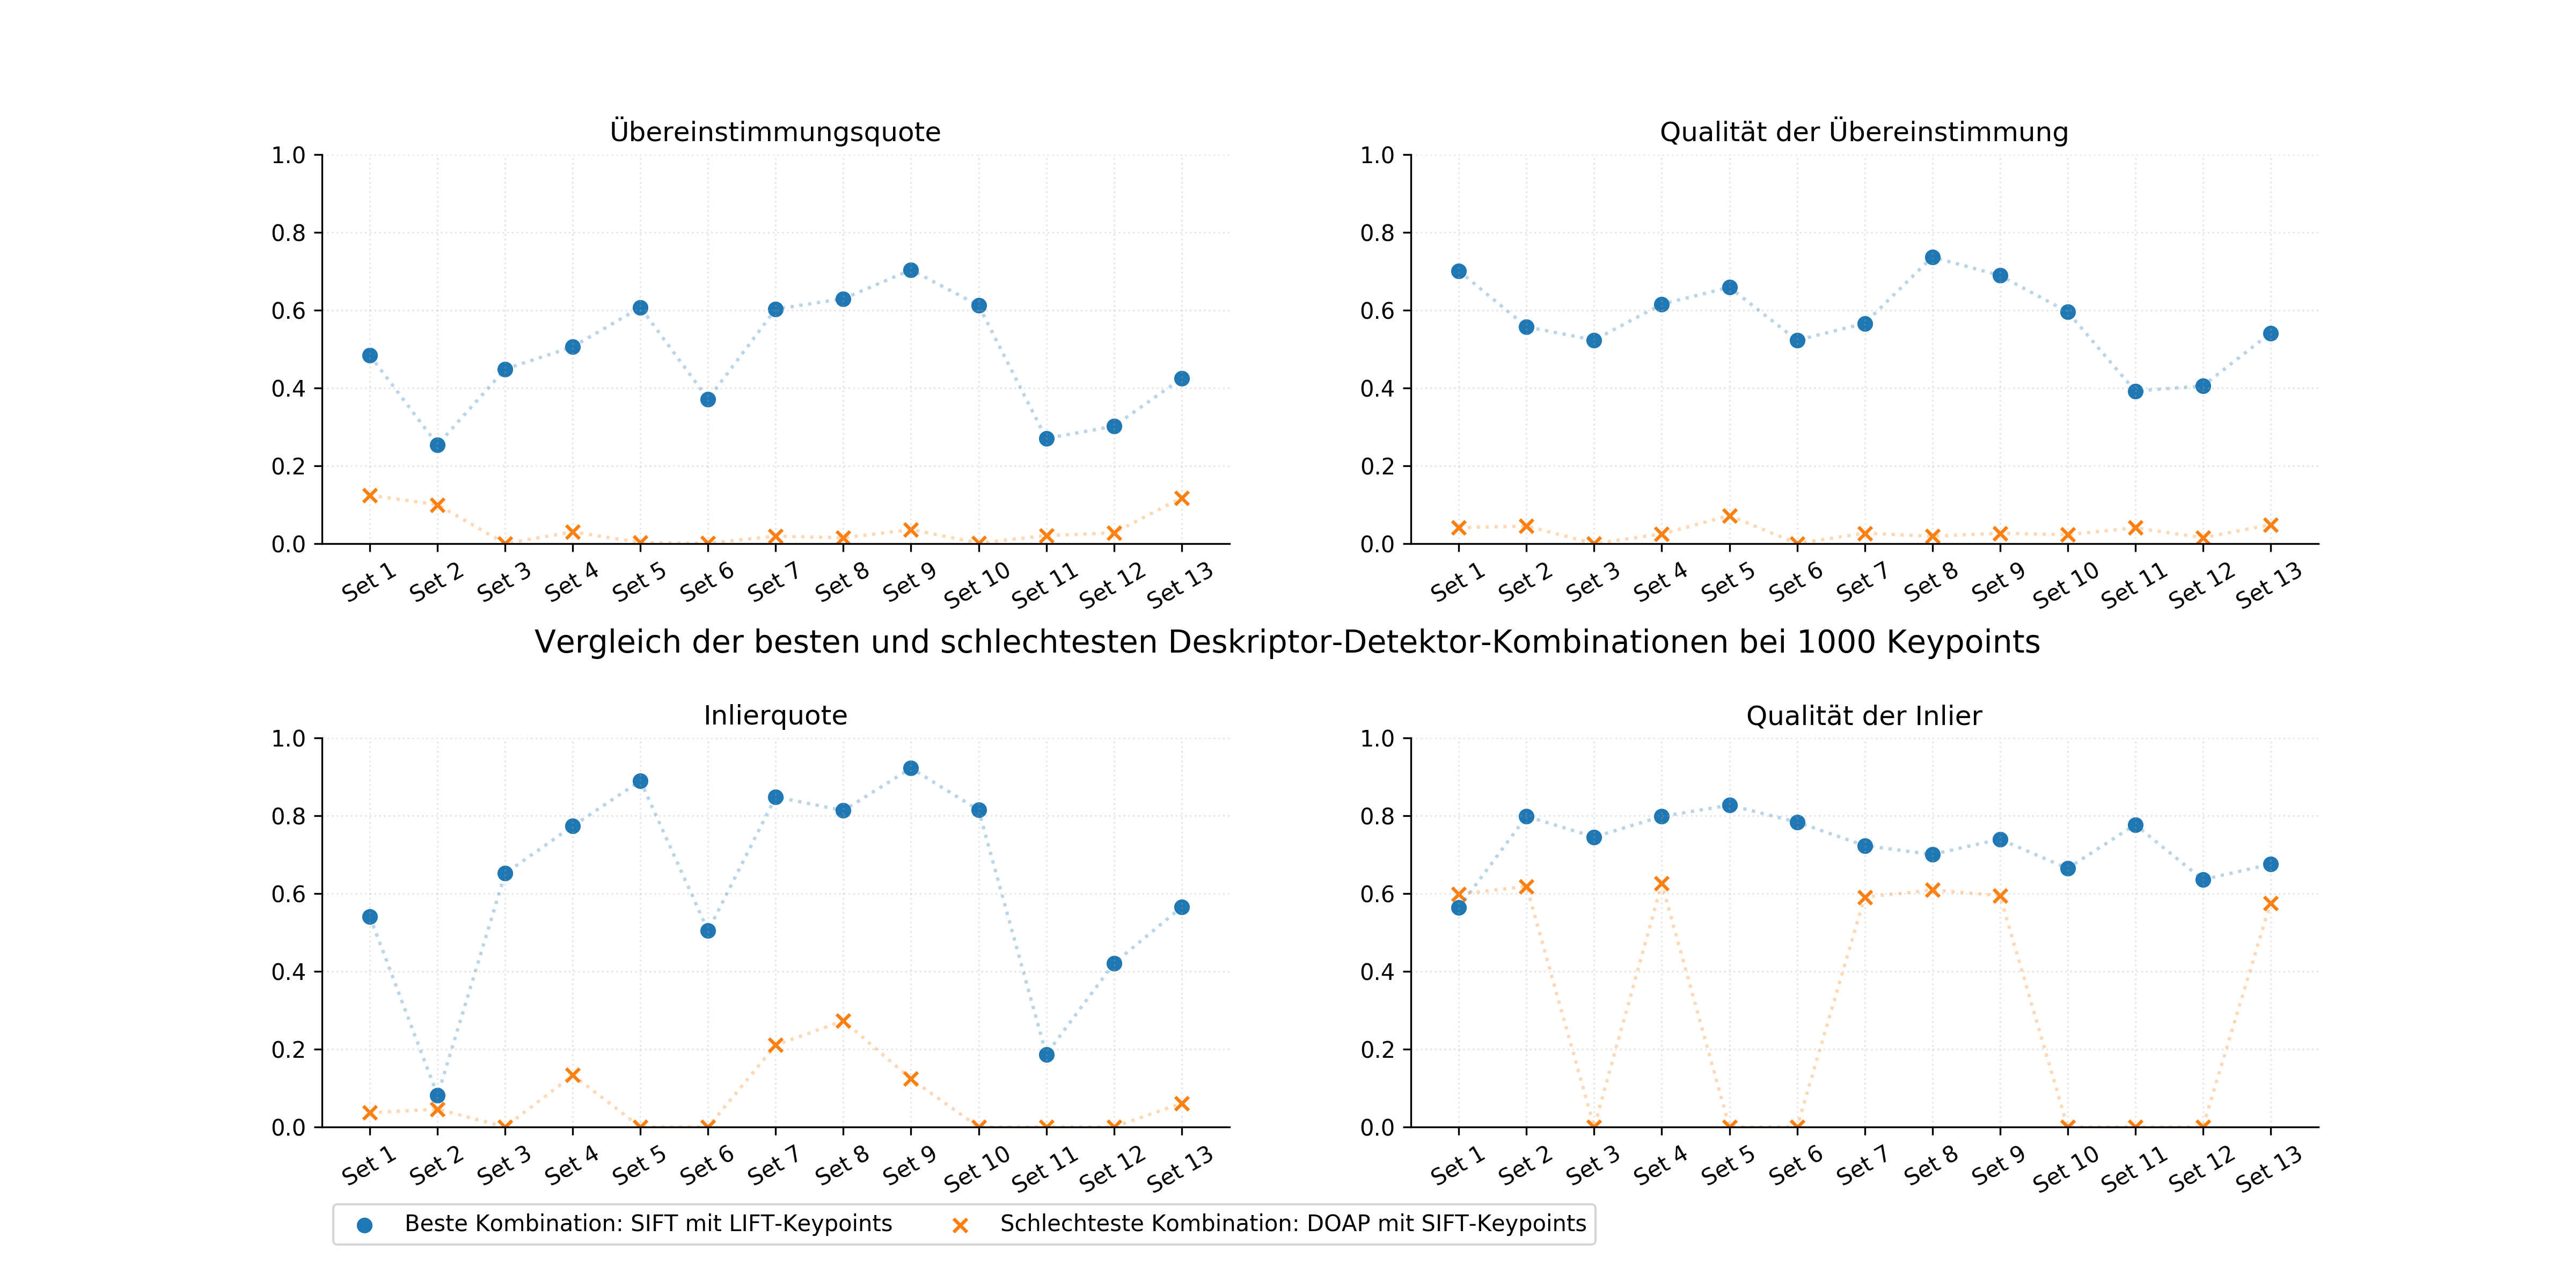 Übereinstimmungsquote
1.0
0.8
0.6
0.4
0.2
0.0
Set 1 Set 2 Set 3 Set 4 Set 5 Set 6 Set 7 Set 8 Set 9 Set 10 Set 11 Set 12 Set 13
Qualität der Übereinstimmung
1.0
0.8
0.6
0.4
0.2
0.0
Set 1 Set 2 Set 3 Set 4 Set 5 Set 6 Set 7 Set 8 Set 9 Set 10 Set 11 Set 12 Set 13
Vergleich der besten und schlechtesten Deskriptor-Detektor-Kombinationen bei 1000 Keypoints
Inlierquote
1.0
0.8
0.6
0.4
0.2
0.0
Set 1 Set 2 Set 3 Set 4 Set 5 Set 6 Set 7 Set 8 Set 9 Set 10 Set 11 Set 12 Set 13
Qualität der Inlier
1.0
0.8
0.6
0.4
0.2
0.0
Set 1 Set 2 Set 3 Set 4 Set 5 Set 6 Set 7 Set 8 Set 9 Set 10 Set 11 Set 12 Set 13
Beste Kombination: SIFT mit LIFT-Keypoints Schlechteste Kombination: DOAP mit SIFT-Keypoints